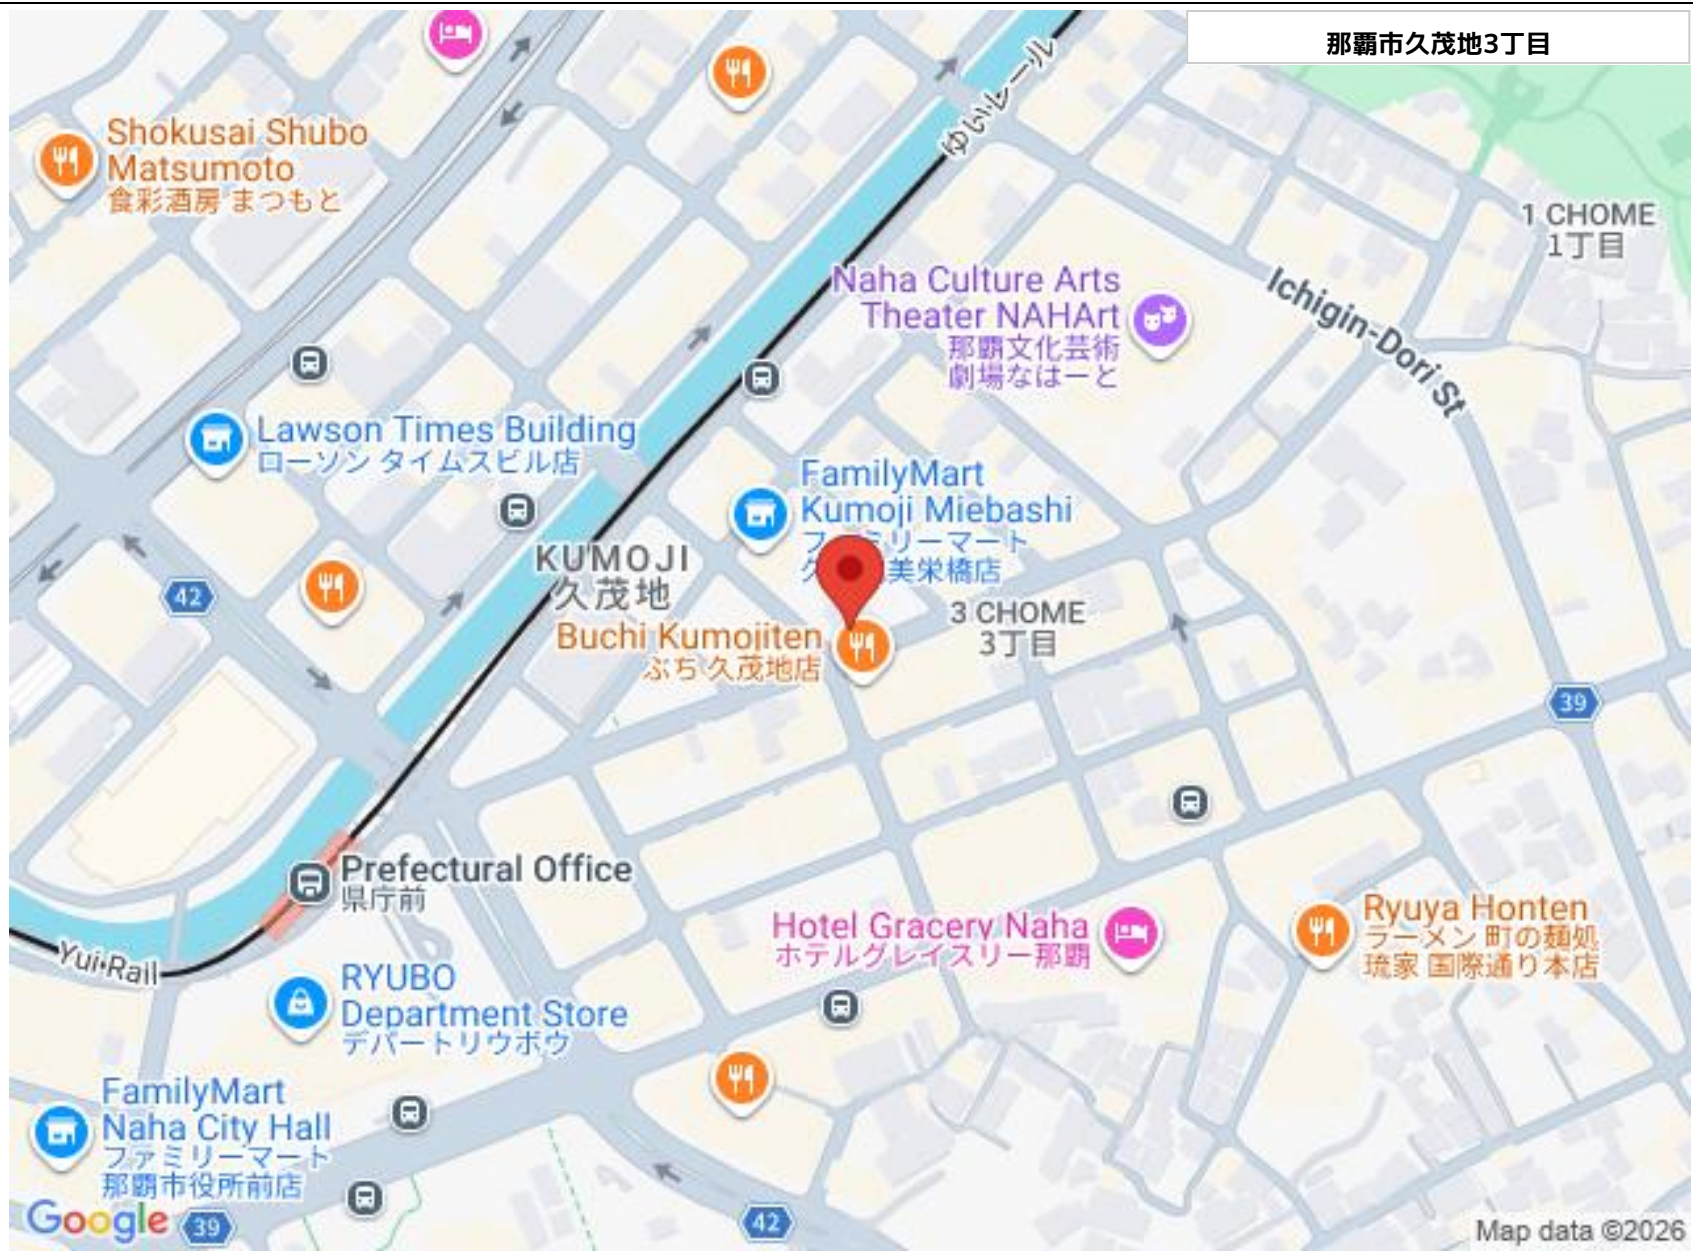 那覇市久茂地3丁目
ゆいレール
Shokusai Shubo
Matsumoto
食彩酒房 まつもと
1 CHOME
1丁目
Naha Culture Arts
Theater NAHArt
那覇文化芸術
劇場なはーと
Ichigin-Dori St
Lawson Times Building
ローソン タイムスビル店
FamilyMart
Kumoji Miebashi
ファミリーマート
美栄橋店
KUMOJI
久茂地
42
3 CHOME
3丁目
Buchi Kumojiten
ぶち 久茂地店
39
Prefectural Office
県庁前
Hotel Gracery Naha
ホテルグレイスリー那覇
Ryuya Honten
ラーメン 町の麺処
琉家 国際通り本店
Yui-Rail
RYUBO
Department Store
デパートリウボウ
FamilyMart
Naha City Hall
ファミリーマート
那覇市役所前店
Google
39
42
Map data ©2026